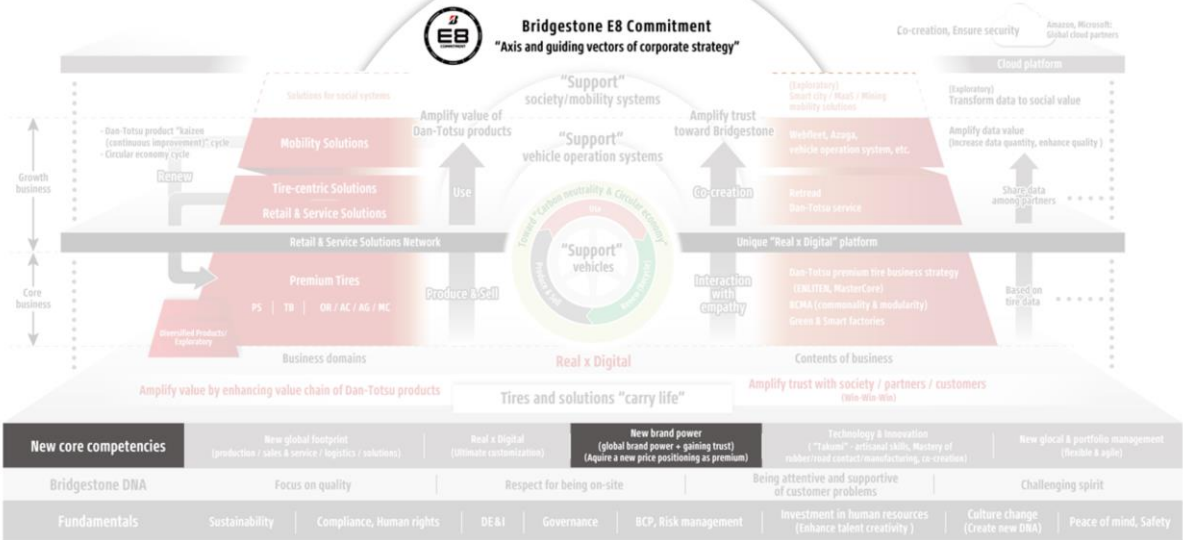 E8
COMMITMENT
Bridgestone E8 Commitment
"Axis and guiding vectors of corporate strategy"
Co-creation, Ensure security
Amazon, Microsoft:
Global cloud partners
Cloud platform
Solutions for social systems
"Support"
society/mobility systems
(Exploratory)
Smart city / MaaS / Mining
mobility solutions
(Exploratory)
Transform data to social value
- Dan-Totsu product "kaizen
(continuous improvement)" cycle
- Circular economy cycle
Renew
Mobility Solutions
Amplify value of
Dan-Totsu products
"Support"
vehicle operation systems
Amplify trust
toward Bridgestone
Webfleet, Azuga,
vehicle operation system, etc.
Amplify data value
(Increase data quantity, enhance quality )
Growth
business
Tire-centric Solutions
Retail & Service Solutions
Use
Co-creation
Retread
Dan-Totsu service
Share data
among partners
Retail & Service Solutions Network
Unique "Real x Digital" platform
Toward "Carbon neutrality & Circular economy"
Use
Produce & Sell
Renew (Recycle)
"Support"
vehicles
Core
business
Premium Tires
PS | TB | OR / AC / AG / MC
Diversified Products/
Exploratory
Produce & Sell
Interaction
with
empathy
Dan-Totsu premium tire business strategy
(ENLITEN, MasterCore)
BCMA (commonality & modularity)
Green & Smart factories
Based on
tire data
Business domains
Real x Digital
Contents of business
Amplify value by enhancing value chain of Dan-Totsu products
Tires and solutions "carry life"
Amplify trust with society / partners / customers
(Win-Win-Win)
New core competencies
New global footprint
(production / sales & service / logistics / solutions)
Real x Digital
(Ultimate customization)
New brand power
(global brand power + gaining trust)
(Aquire a new price positioning as premium)
Technology & Innovation
( "Takumi" - artisanal skills, Mastery of
rubber/road contact/manufacturing, co-creation)
New glocal & portfolio management
(flexible & agile)
Bridgestone DNA
Focus on quality
Respect for being on-site
Being attentive and supportive
of customer problems
Challenging spirit
Fundamentals
Sustainability
Compliance, Human rights
DE&I
Governance
BCP, Risk management
Investment in human resources
(Enhance talent creativity )
Culture change
(Create new DNA)
Peace of mind, Safety